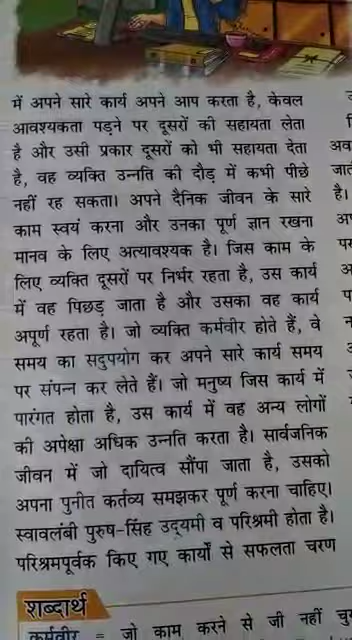 में अपने सारे कार्य अपने आप करता है, केवल
आवश्यकता पड़ने पर दूसरों की सहायता लेता
है और उसी प्रकार दूसरों को भी सहायता देता
है, वह व्यक्ति उन्नति की दौड़ में कभी पीछे
नहीं रह सकता। अपने दैनिक जीवन के सारे
काम स्वयं करना और उनका पूर्ण ज्ञान रखना
मानव के लिए अत्यावश्यक है। जिस काम के
लिए व्यक्ति दूसरों पर निर्भर रहता है, उस कार्य
में वह पिछड़ जाता है और उसका वह कार्य
अपूर्ण रहता है। जो व्यक्ति कर्मवीर होते हैं, वे
समय का सदुपयोग कर अपने सारे कार्य समय
पर संपन्न कर लेते हैं। जो मनुष्य जिस कार्य में
पारंगत होता है, उस कार्य में वह अन्य लोगों
की अपेक्षा अधिक उन्नति करता है। सार्वजनिक
जीवन में जो दायित्व सौंपा जाता है, उसको
अपना पुनीत कर्तव्य समझकर पूर्ण करना चाहिए।
स्वावलंबी पुरुष-सिंह उद्यमी व परिश्रमी होता है।
परिश्रमपूर्वक किए गए कार्यों से सफलता चरण
शब्दार्थ
कर्मवीर = जो काम करने से जी नहीं